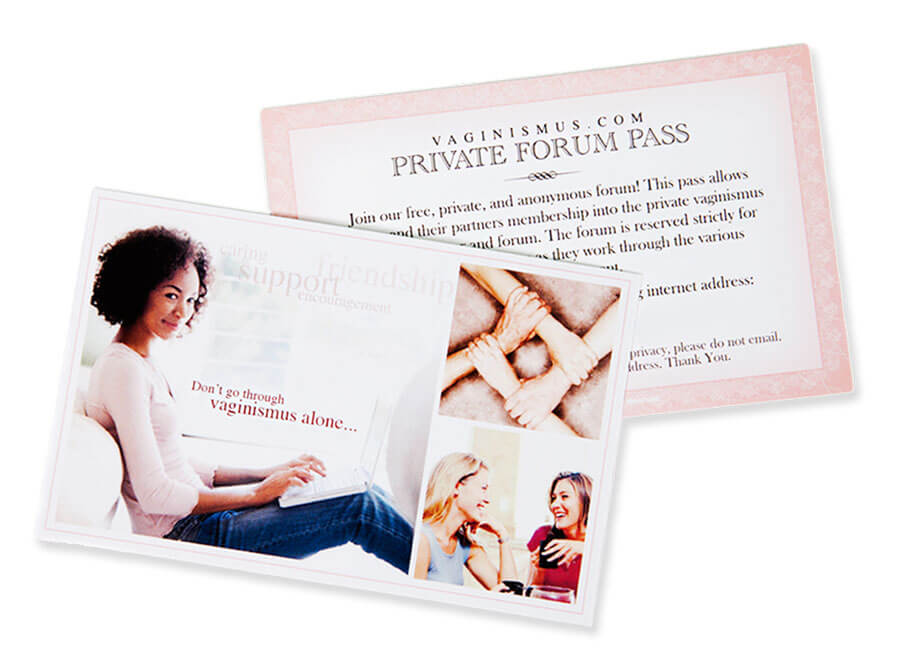 VAGINISMUS.COM
PRIVATE FORUM PASS
Join our free, private, and anonymous forum! This pass allows
and their partners membership into the private vaginismus
and forum. The forum is reserved strictly for
as they work through the various
internet address:
privacy, please do not email.
Thank You.
caring
support
friendship
encouragement
Don't go through
vaginismus alone...